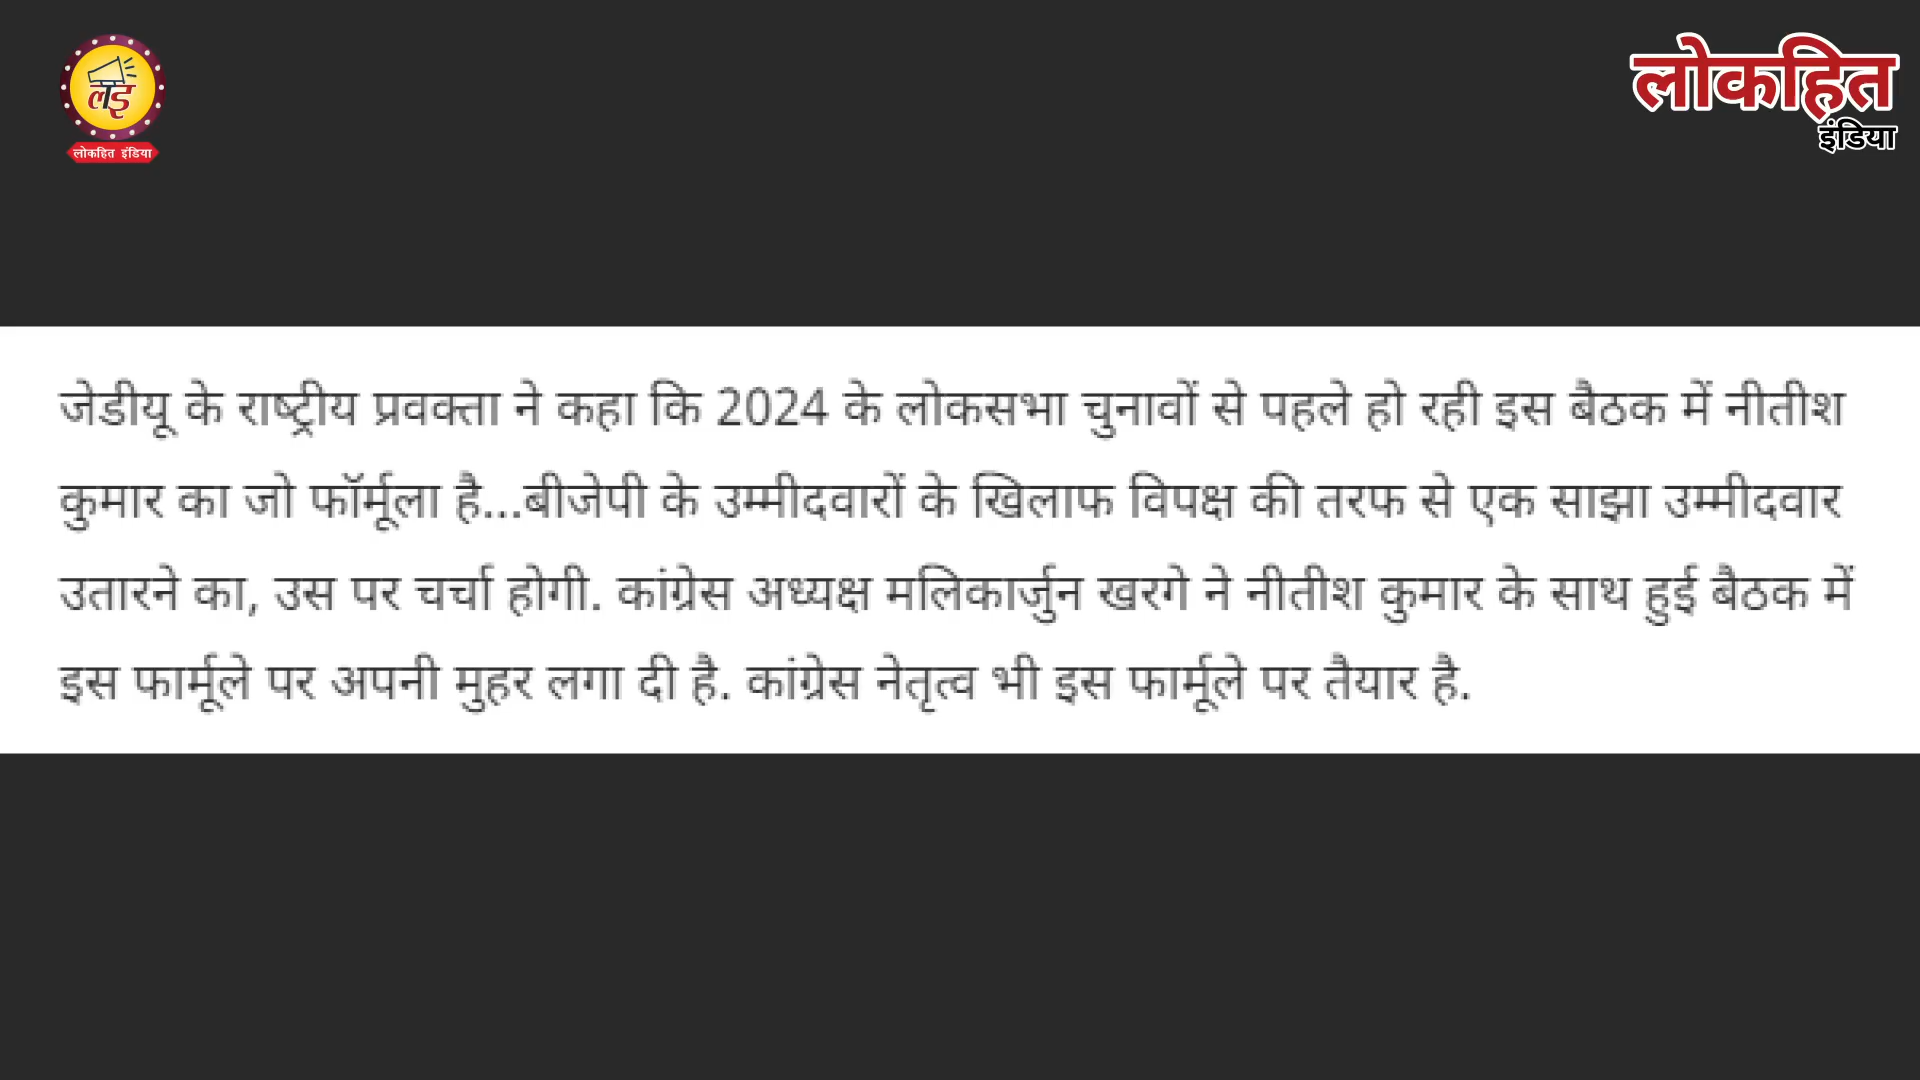 लइ
लोकहित इंडिया
लोकहित
इंडिया
जेडीयू के राष्ट्रीय प्रवक्ता ने कहा कि 2024 के लोकसभा चुनावों से पहले हो रही इस बैठक में नीतीश
कुमार का जो फॉर्मूला है...बीजेपी के उम्मीदवारों के खिलाफ विपक्ष की तरफ से एक साझा उम्मीदवार
उतारने का, उस पर चर्चा होगी. कांग्रेस अध्यक्ष मलिकार्जुन खरगे ने नीतीश कुमार के साथ हुई बैठक में
इस फार्मूले पर अपनी मुहर लगा दी है. कांग्रेस नेतृत्व भी इस फार्मूले पर तैयार है.